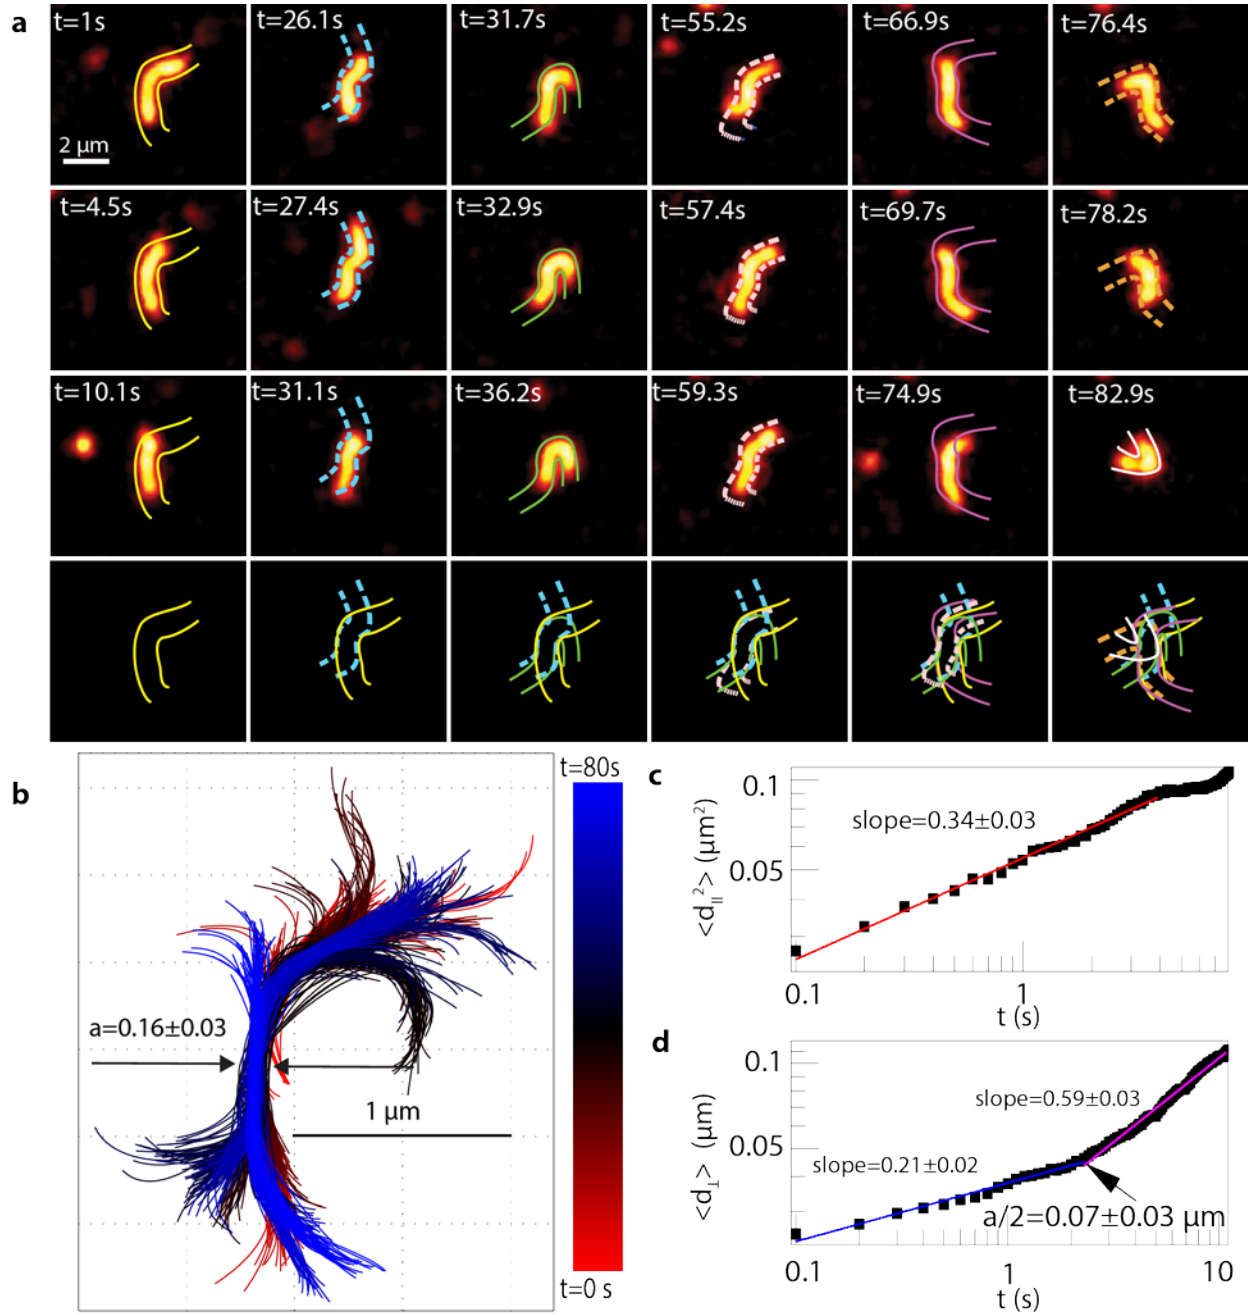 a
t=1s
t=26.1s
t=31.7s
t=55.2s
t=66.9s
t=76.4s
2 μm
t=4.5s
t=27.4s
t=32.9s
t=57.4s
t=69.7s
t=78.2s
t=10.1s
t=31.1s
t=36.2s
t=59.3s
t=74.9s
t=82.9s
b
t=80s
a=0.16±0.03
1 μm
t=0 s
c
0.1
slope=0.34±0.03
0.05
<d||²> (μm²)
0.1
1
t (s)
d
0.1
slope=0.59±0.03
0.05
slope=0.21±0.02
<d⊥> (μm)
a/2=0.07±0.03 μm
0.1
1
10
t (s)